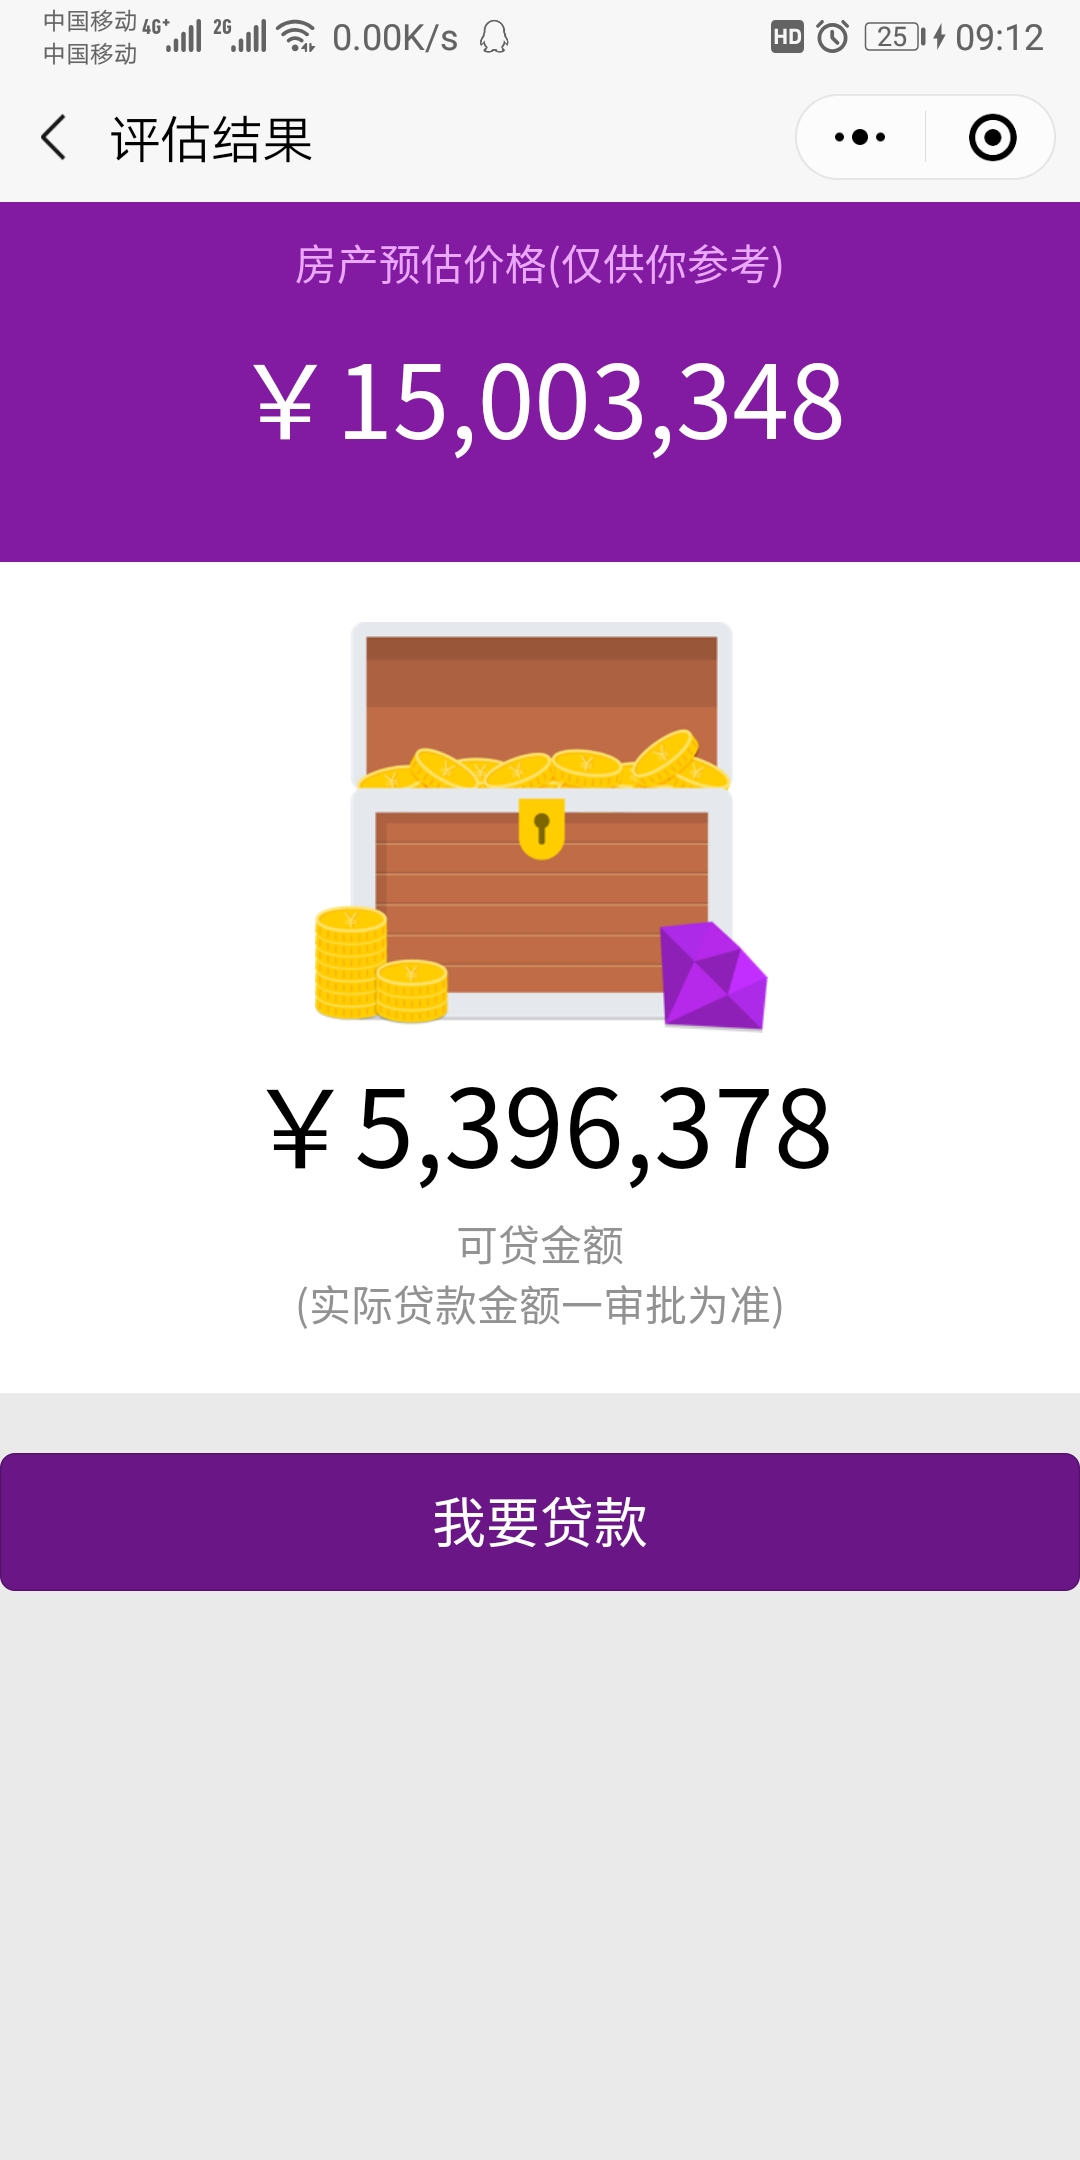 中国移动 4G+ 2G 0.00K/s HD 25 09:12
中国移动
评估结果
房产预估价格(仅供你参考)
￥15,003,348
￥5,396,378
可贷金额
(实际贷款金额一审批为准)
我要贷款